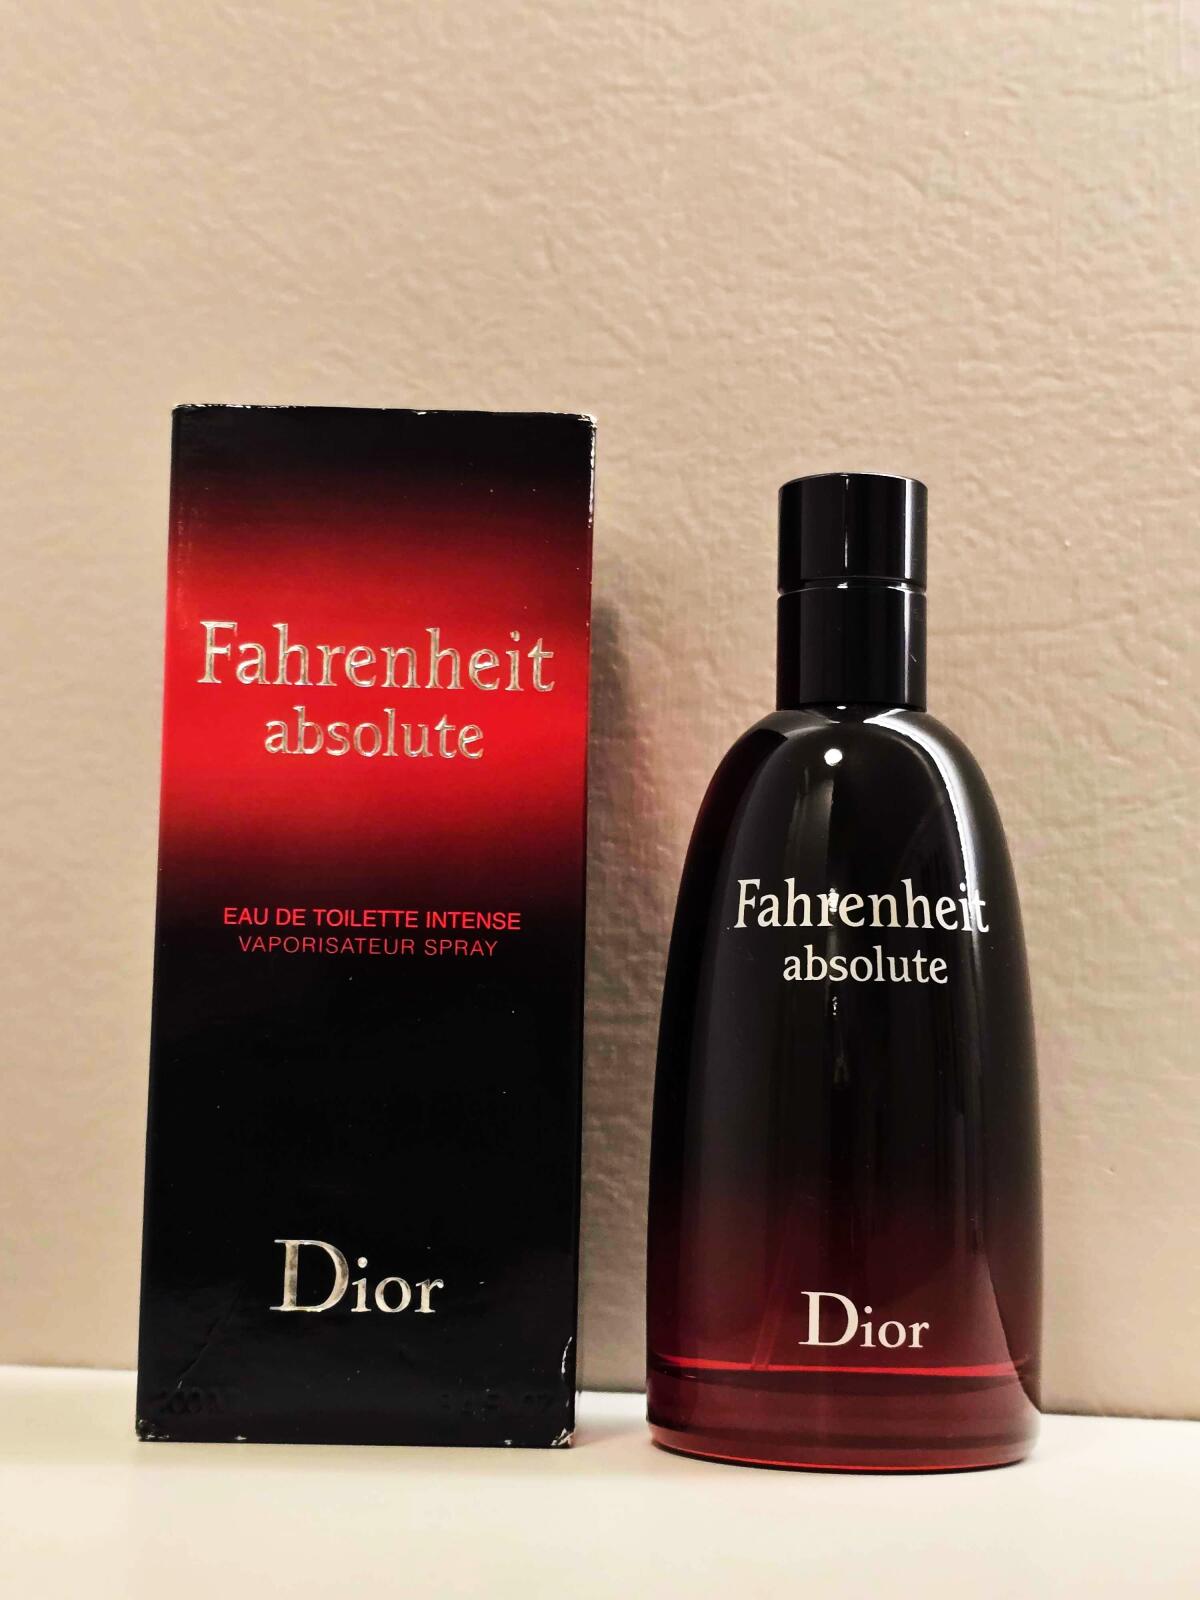 Fahrenheit
absolute
EAU DE TOILETTE INTENSE
VAPORISATEUR SPRAY
Dior
Fahrenheit
absolute
Dior